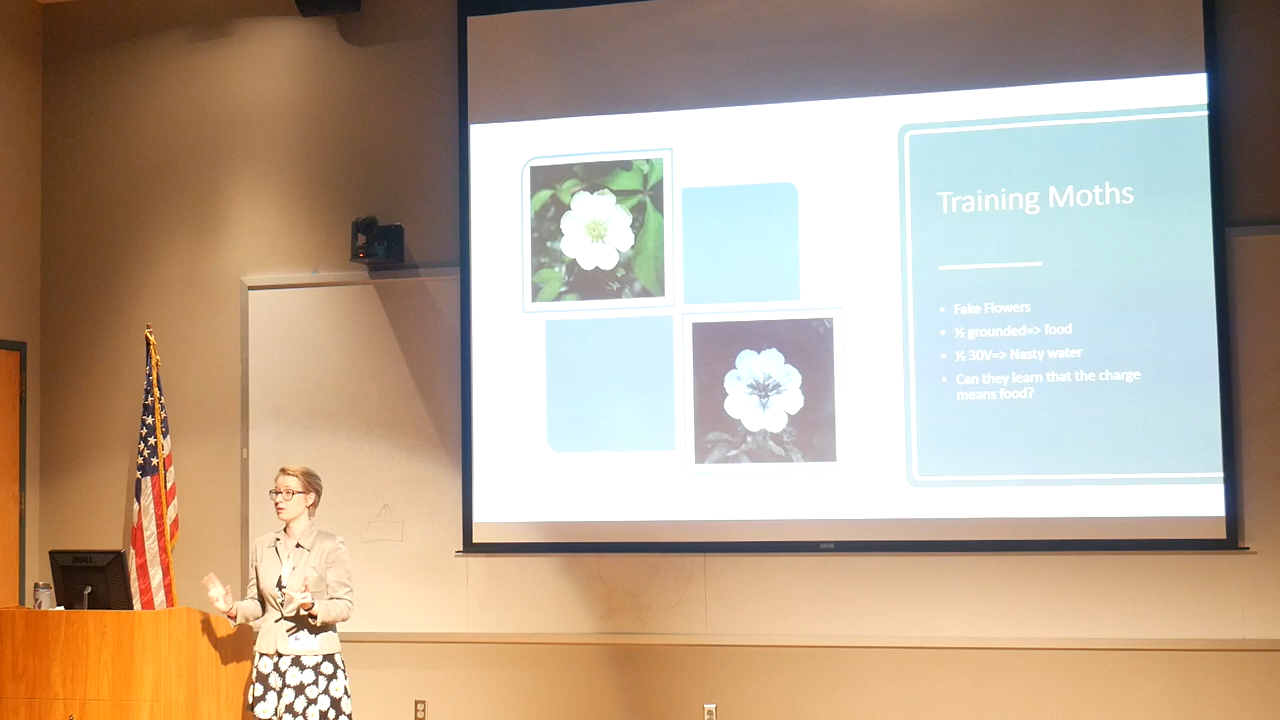 Training Moths
• Fake Flowers
• ½ grounded=> food
• ½ 30V=> Nasty water
• Can they learn that the charge
means food?
DELL